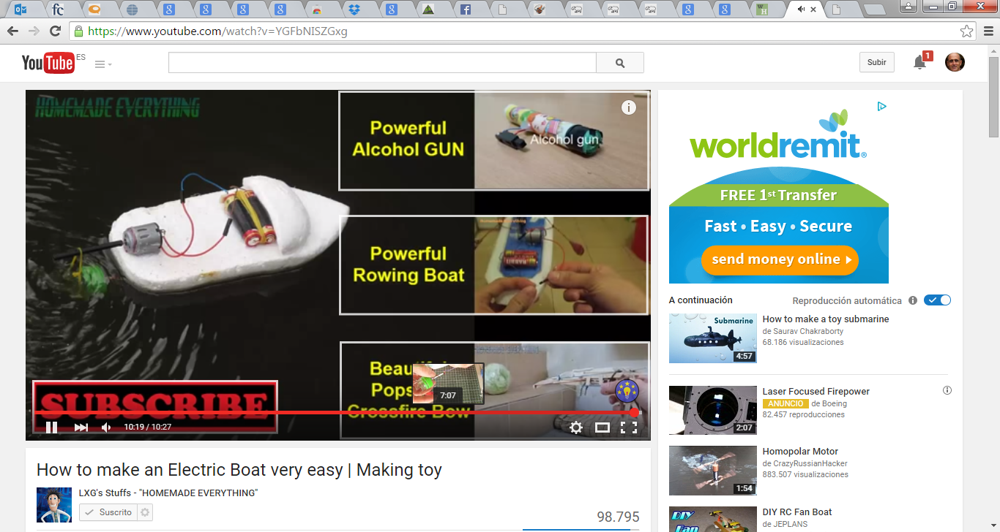 https://www.youtube.com/watch?v=YGFbNISZGxg
YouTube ES
Subir
1
HOMEMADE EVERYTHING
Powerful
Alcohol GUN
Alcohol gun
Powerful
Rowing Boat
Homemade Everything
7:07
Crossfire Bow
SUBSCRIBE
10:19 / 10:27
How to make an Electric Boat very easy | Making toy
LXG's Stuffs - "HOMEMADE EVERYTHING"
Suscrito
98.795
worldremit
FREE 1st Transfer
Fast • Easy • Secure
send money online
A continuación
Reproducción automática
Submarine
4:57
How to make a toy submarine
de Saurav Chakraborty
68.186 visualizaciones
2:07
Laser Focused Firepower
ANUNCIO de Boeing
82.457 reproducciones
1:54
Homopolar Motor
de CrazyRussianHacker
883.507 visualizaciones
DIY
Fan
DIY RC Fan Boat
de JEPLANS